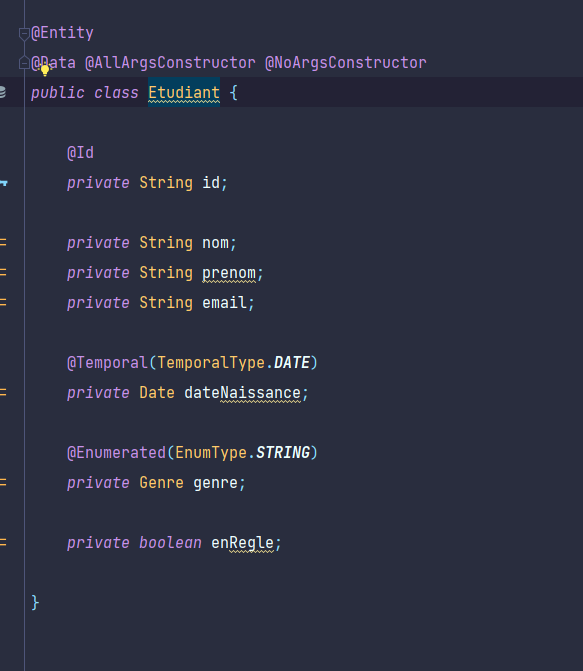 @Entity
@Data @AllArgsConstructor @NoArgsConstructor
public class Etudiant {
@Id
private String id;
private String nom;
private String prenom;
private String email;
@Temporal(TemporalType.DATE)
private Date dateNaissance;
@Enumerated(EnumType.STRING)
private Genre genre;
private boolean enRegle;
}